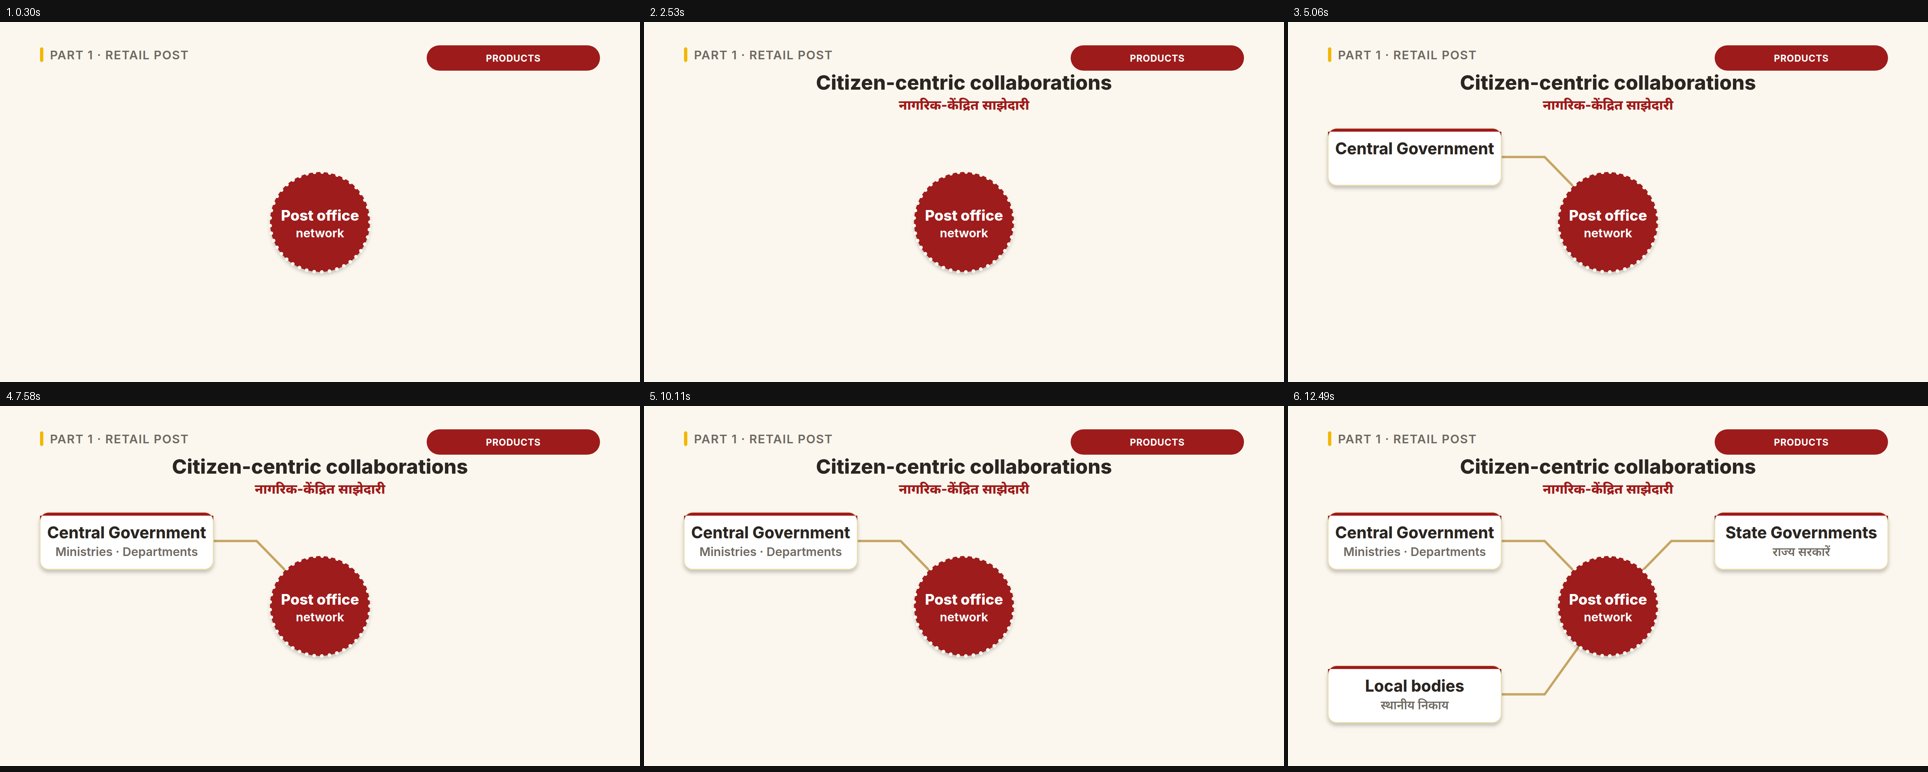 1. 0.30s
PART 1 · RETAIL POST
PRODUCTS
Post office
network
2. 2.53s
PART 1 · RETAIL POST
PRODUCTS
Citizen-centric collaborations
नागरिक-केंद्रित साझेदारी
Post office
network
3. 5.06s
PART 1 · RETAIL POST
PRODUCTS
Citizen-centric collaborations
नागरिक-केंद्रित साझेदारी
Central Government
Post office
network
4. 7.58s
PART 1 · RETAIL POST
PRODUCTS
Citizen-centric collaborations
नागरिक-केंद्रित साझेदारी
Central Government
Ministries · Departments
Post office
network
5. 10.11s
PART 1 · RETAIL POST
PRODUCTS
Citizen-centric collaborations
नागरिक-केंद्रित साझेदारी
Central Government
Ministries · Departments
Post office
network
6. 12.49s
PART 1 · RETAIL POST
PRODUCTS
Citizen-centric collaborations
नागरिक-केंद्रित साझेदारी
Central Government
Ministries · Departments
State Governments
राज्य सरकारें
Post office
network
Local bodies
स्थानीय निकाय